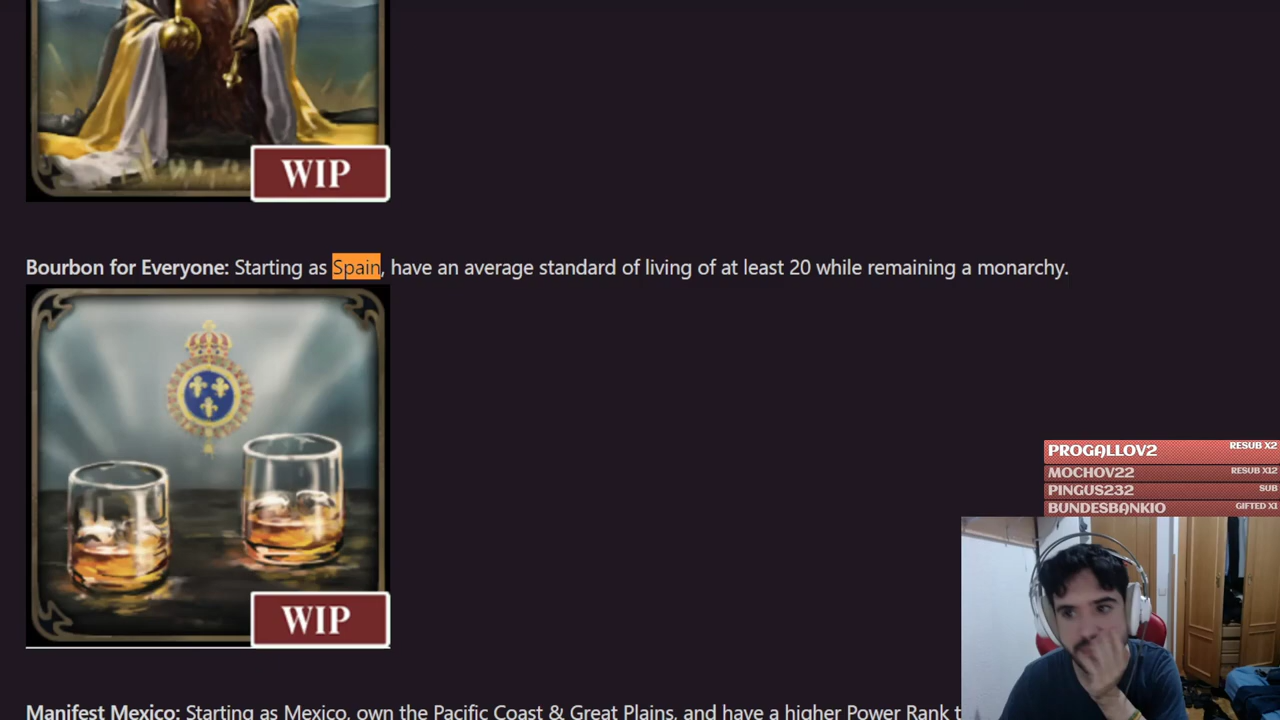 WIP
Bourbon for Everyone: Starting as Spain, have an average standard of living of at least 20 while remaining a monarchy.
WIP
PROGALLOV2 RESUB X2
MOCHOV22 RESUB X12
PINGUS232 SUB
BUNDESBANKIO GIFTED X1
Manifest Mexico: Starting as Mexico, own the Pacific Coast & Great Plains, and have a higher Power Rank t